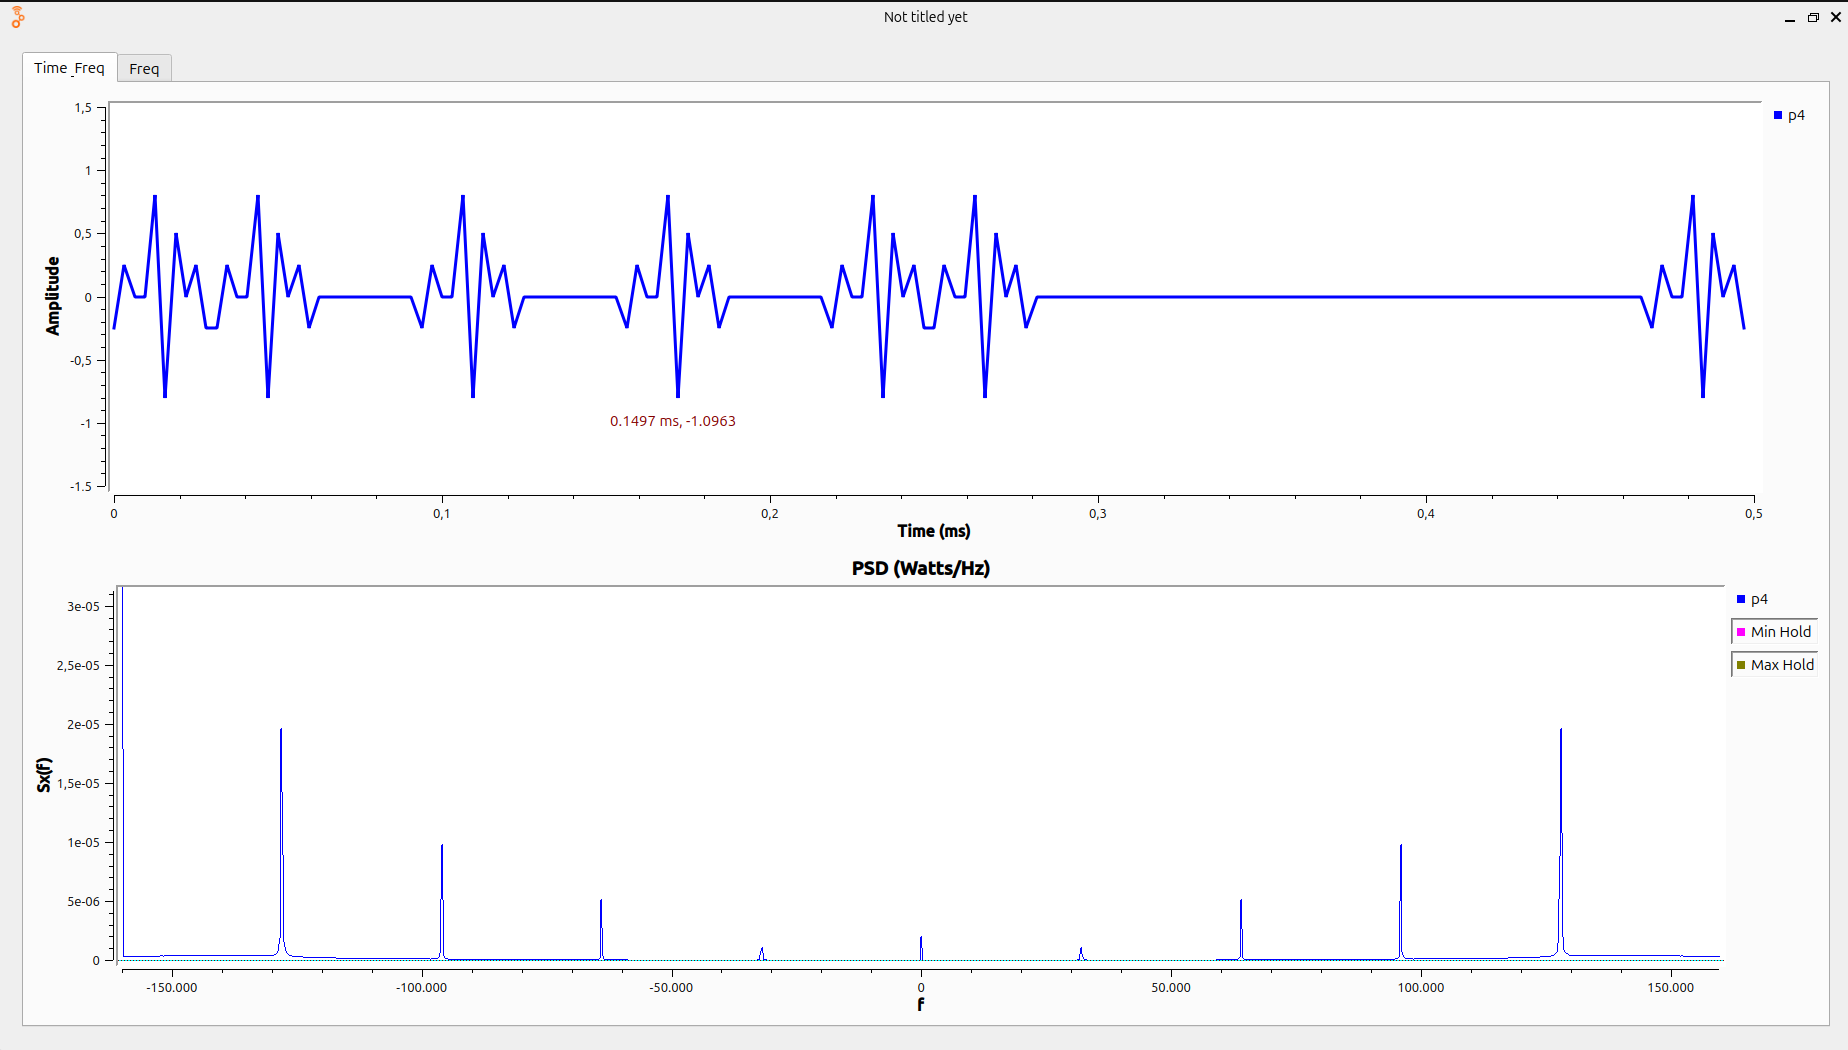 Not titled yet
Time_Freq
Freq
1,5
1
0,5
0
-0,5
-1
-1.5
Amplitude
p4
0.1497 ms, -1.0963
0 0,1 0,2 0,3 0,4 0,5
Time (ms)
PSD (Watts/Hz)
3e-05
2,5e-05
2e-05
1,5e-05
1e-05
5e-06
0
Sx(f)
p4
Min Hold
Max Hold
-150.000 -100.000 -50.000 0 50.000 100.000 150.000
f